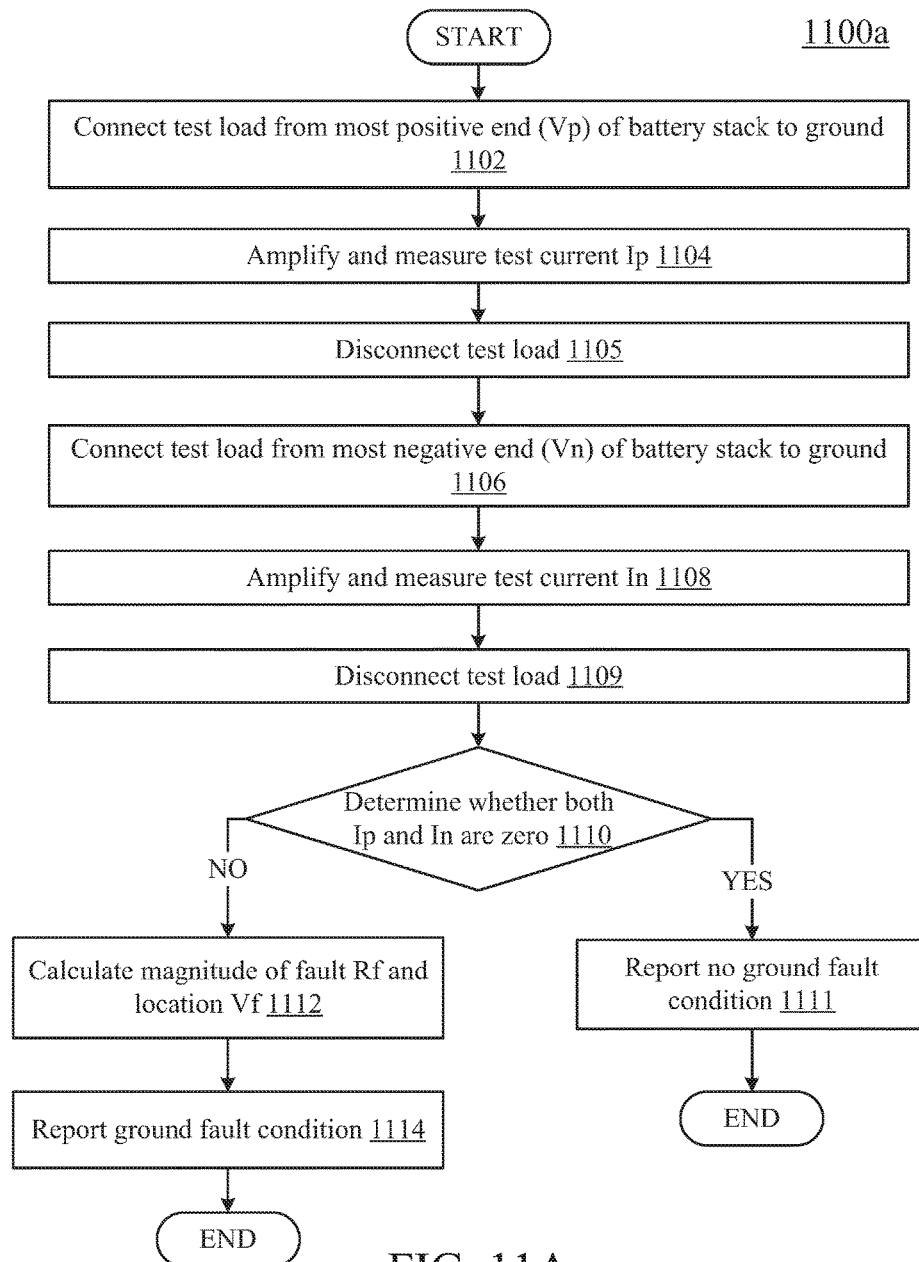 1100a
START
Connect test load from most positive end (Vp) of battery stack to ground
1102
Amplify and measure test current Ip 1104
Disconnect test load 1105
Connect test load from most negative end (Vn) of battery stack to ground
1106
Amplify and measure test current In 1108
Disconnect test load 1109
Determine whether both
Ip and In are zero 1110
NO
YES
Calculate magnitude of fault Rf and
location Vf 1112
Report no ground fault
condition 1111
Report ground fault condition 1114
END
END
FIG. 11A